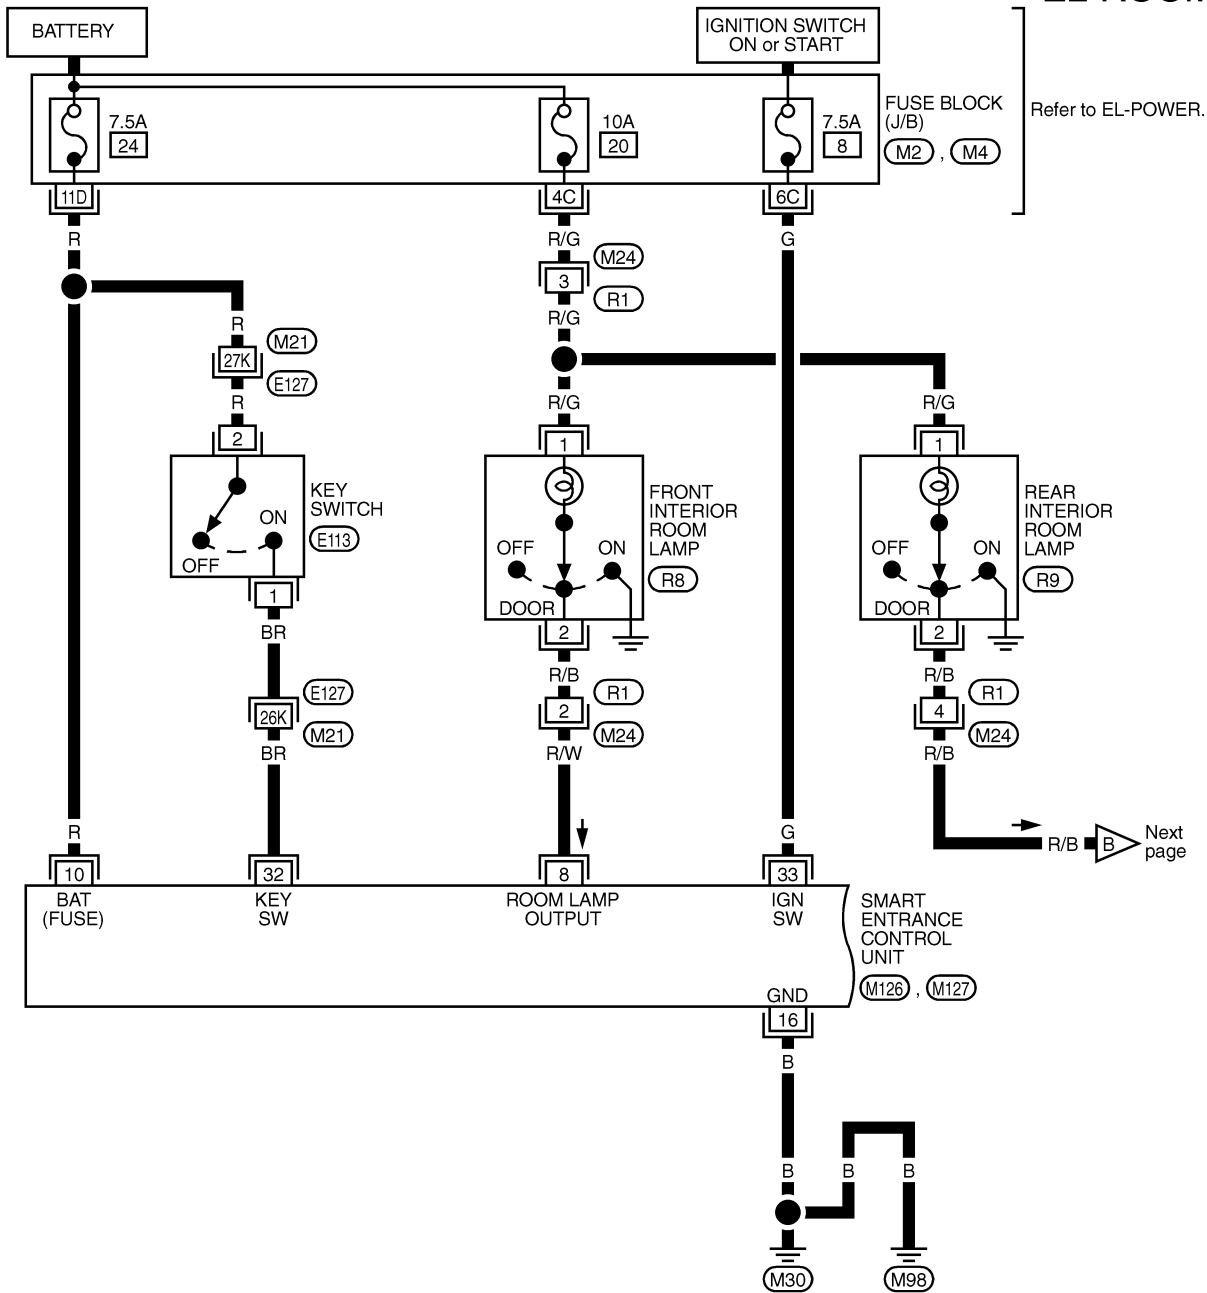 BATTERY
IGNITION SWITCH
ON or START
7.5A
24
10A
20
7.5A
8
FUSE BLOCK
(J/B)
M2 , M4
Refer to EL-POWER.
11D
4C
6C
R
R/G
G
M24
3
R1
R/G
R
M21
27K
E127
R
R/G
R/G
2
1
1
KEY
SWITCH
E113
ON
OFF
FRONT
INTERIOR
ROOM
LAMP
R8
OFF
ON
DOOR
REAR
INTERIOR
ROOM
LAMP
R9
OFF
ON
DOOR
1
2
2
BR
R/B
R/B
E127
26K
M21
R1
2
M24
R1
4
M24
BR
R/W
R/B
R
G
R/B
B
Next
page
10
32
8
33
BAT
(FUSE)
KEY
SW
ROOM LAMP
OUTPUT
IGN
SW
SMART
ENTRANCE
CONTROL
UNIT
M126 , M127
GND
16
B
B
B
B
M30
M98